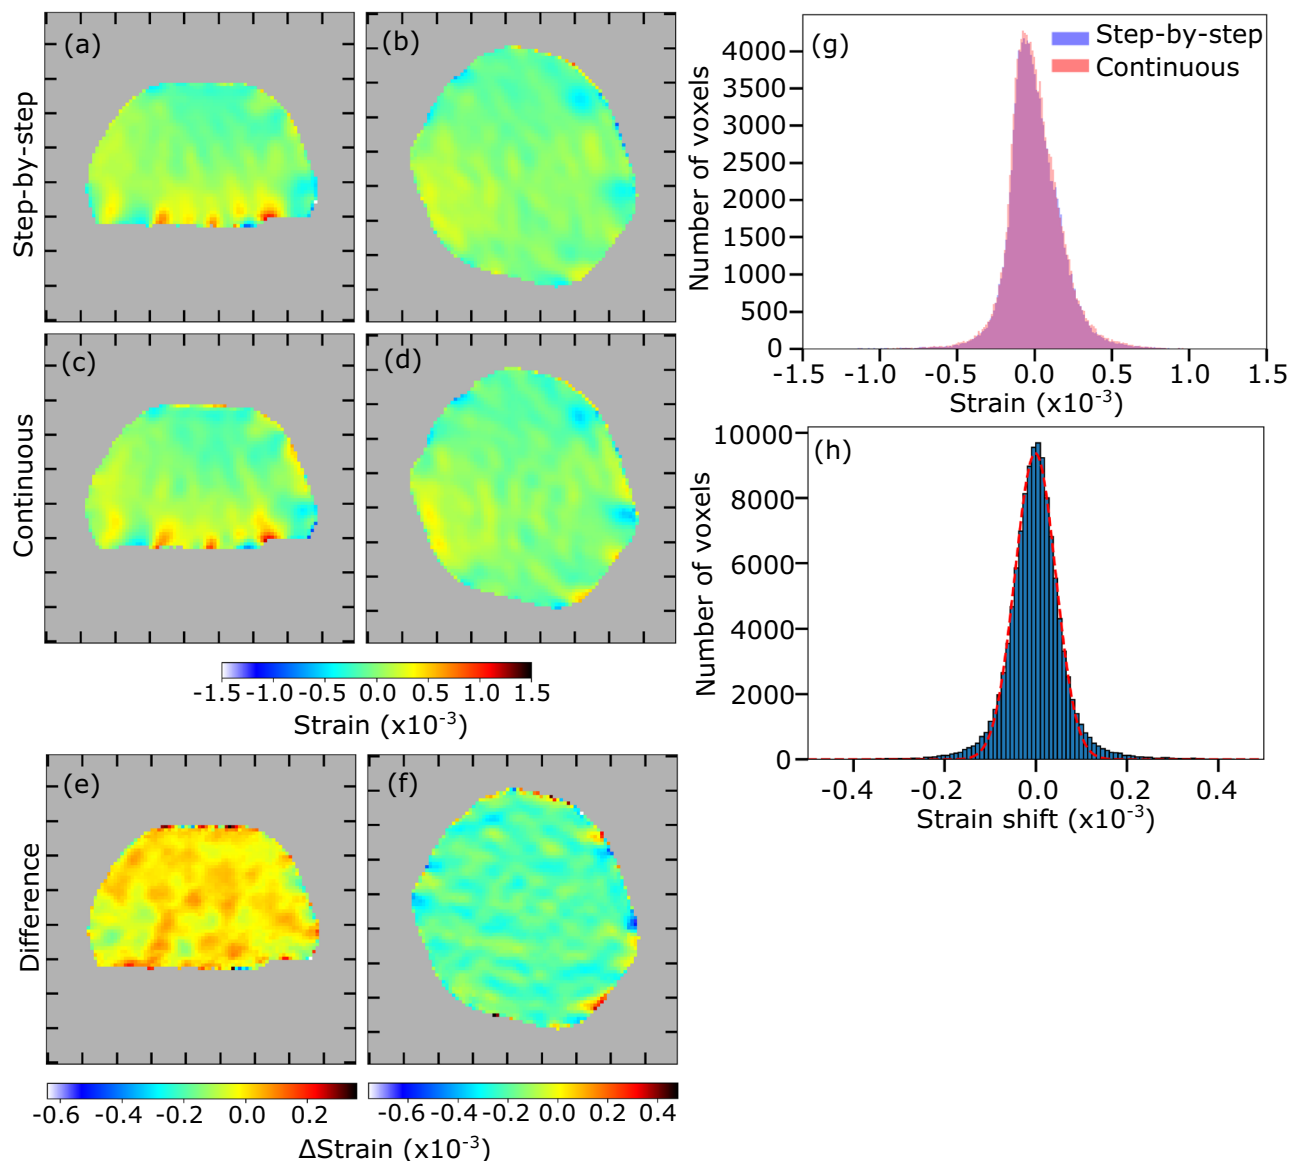 (a)
(b)
Step-by-step
(c)
(d)
Continuous
-1.5 -1.0 -0.5 0.0 0.5 1.0 1.5
Strain (x10-3)
(e)
(f)
Difference
-0.6 -0.4 -0.2 0.0 0.2
-0.6 -0.4 -0.2 0.0 0.2 0.4
ΔStrain (x10-3)
(g)
Step-by-step
Continuous
Number of voxels
4000
3500
3000
2500
2000
1500
1000
500
0
-1.5 -1.0 -0.5 0.0 0.5 1.0 1.5
Strain (x10-3)
(h)
Number of voxels
10000
8000
6000
4000
2000
0
-0.4 -0.2 0.0 0.2 0.4
Strain shift (x10-3)